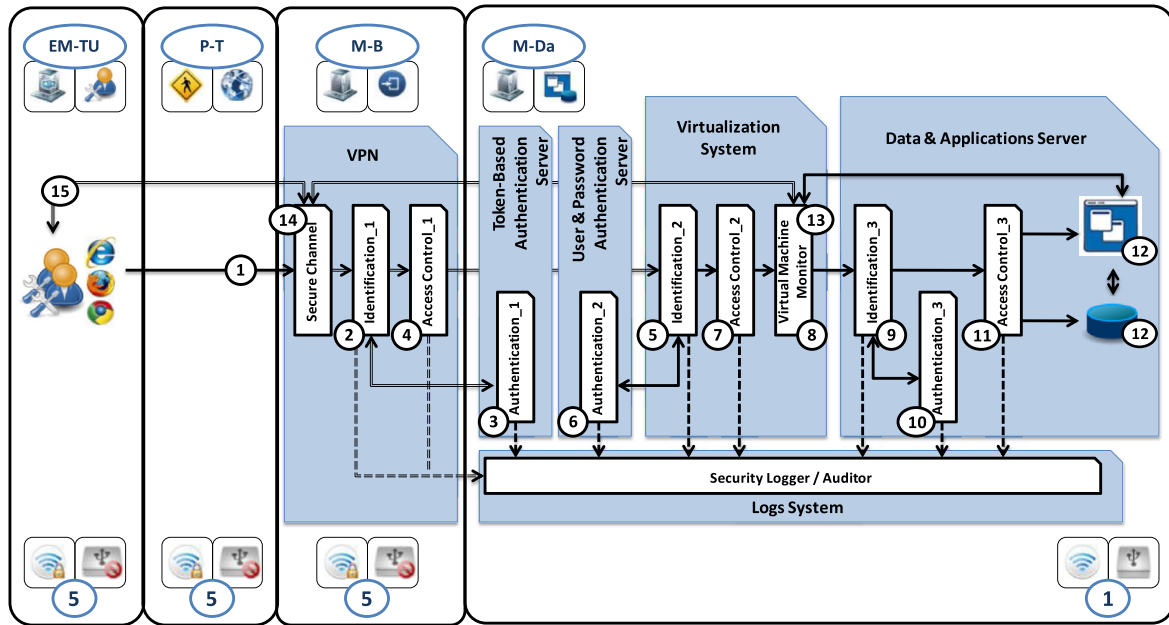 EM-TU
P-T
M-B
M-Da
VPN
Token-Based
Authentication
Server
User & Password
Authentication
Server
Virtualization
System
Data & Applications Server
15
14
13
12
1
Secure Channel
Identification_1
Access Control_1
Identification_2
Access Control_2
Virtual Machine
Monitor
Identification_3
Access Control_3
2
4
5
7
8
9
11
12
Authentication_1
Authentication_2
Authentication_3
3
6
10
Security Logger / Auditor
Logs System
5
5
5
1